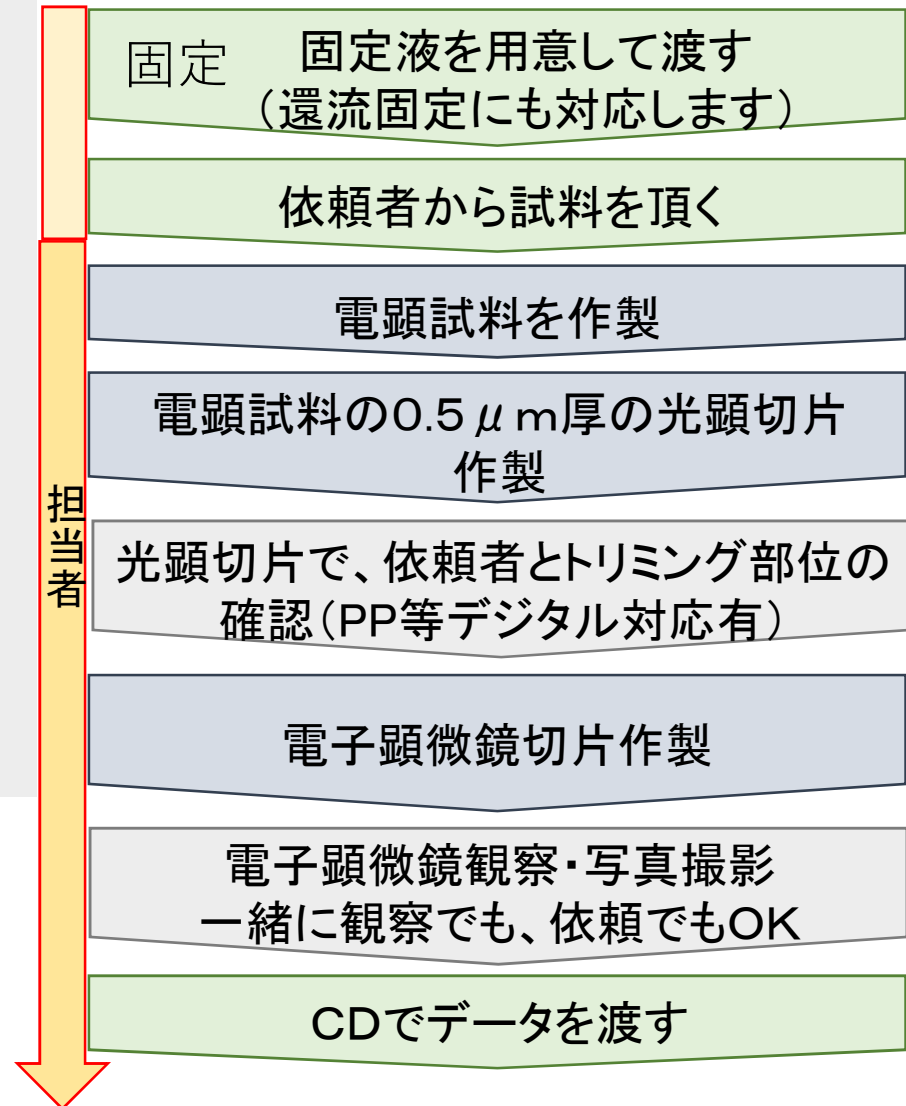 固定
固定液を用意して渡す
（還流固定にも対応します）
依頼者から試料を頂く
電顕試料を作製
電顕試料の0.5μm厚の光顕切片
作製
光顕切片で、依頼者とトリミング部位の
確認（PP等デジタル対応有）
電子顕微鏡切片作製
電子顕微鏡観察・写真撮影
一緒に観察でも、依頼でもOK
CDでデータを渡す
担当者